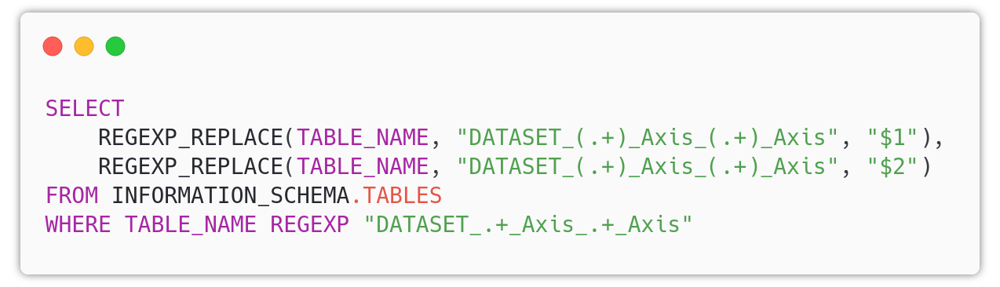 SELECT
    REGEXP_REPLACE(TABLE_NAME, "DATASET_(.+)_Axis_(.+)_Axis", "$1"),
    REGEXP_REPLACE(TABLE_NAME, "DATASET_(.+)_Axis_(.+)_Axis", "$2")
FROM INFORMATION_SCHEMA.TABLES
WHERE TABLE_NAME REGEXP "DATASET_.+_Axis_.+_Axis"